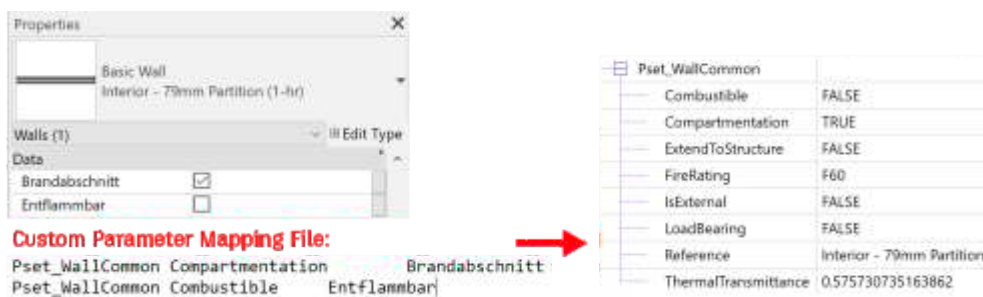 Properties
Basic Wall
Interior - 79mm Partition (1-hr)
Walls (1)
Edit Type
Data
Brandabschnitt
Entflammbar
Custom Parameter Mapping File:
Pset_WallCommon Compartmentation Brandabschnitt
Pset_WallCommon Combustible Entflammbar
Pset_WallCommon
Combustible FALSE
Compartmentation TRUE
ExtendToStructure FALSE
FireRating F60
IsExternal FALSE
LoadBearing FALSE
Reference Interior - 79mm Partition
ThermalTransmittance 0.575730735163862